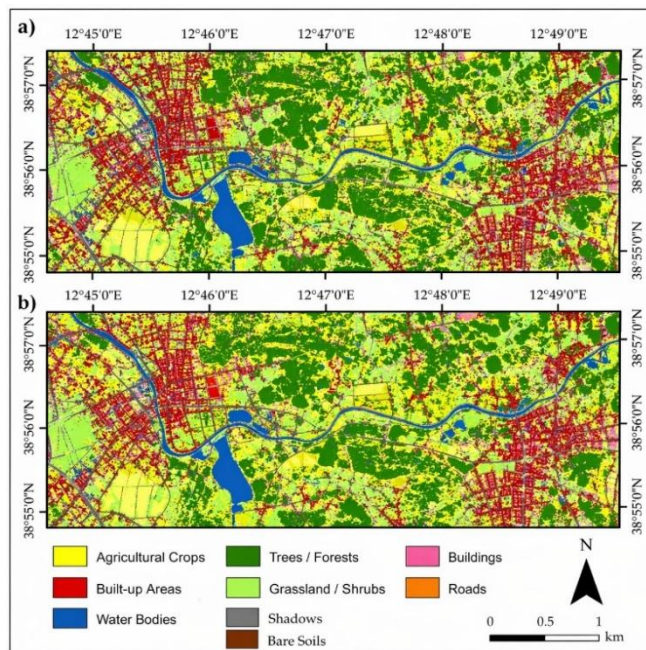 a)
12°45′0″E 12°46′0″E 12°47′0″E 12°48′0″E 12°49′0″E
38°57′0″N 38°57′0″N
38°56′0″N 38°56′0″N
38°55′0″N 38°55′0″N
b)
12°45′0″E 12°46′0″E 12°47′0″E 12°48′0″E 12°49′0″E
38°57′0″N 38°57′0″N
38°56′0″N 38°56′0″N
38°55′0″N 38°55′0″N
Agricultural Crops Trees / Forests Buildings
Built-up Areas Grassland / Shrubs Roads
Water Bodies Shadows
Bare Soils
N
0 0.5 1
km